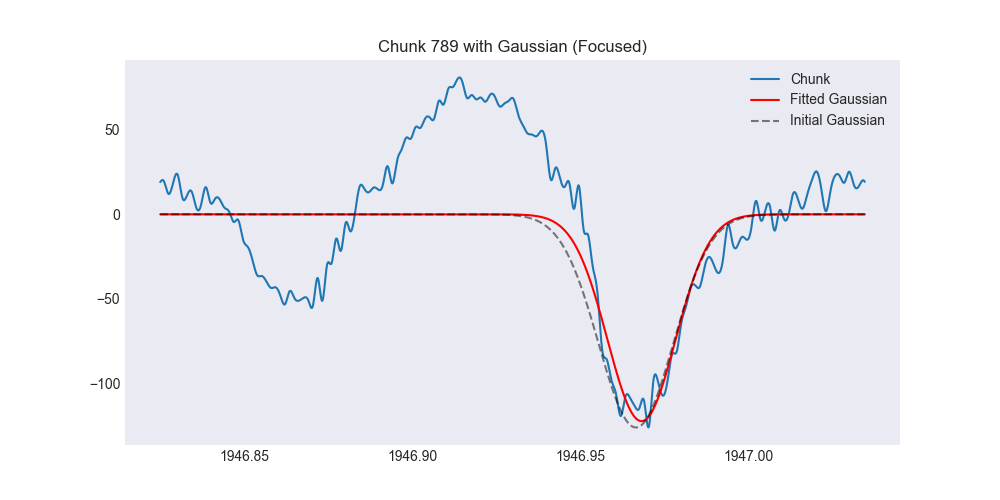 Chunk 789 with Gaussian (Focused)
Chunk
Fitted Gaussian
Initial Gaussian
50
0
−50
−100
1946.85 1946.90 1946.95 1947.00